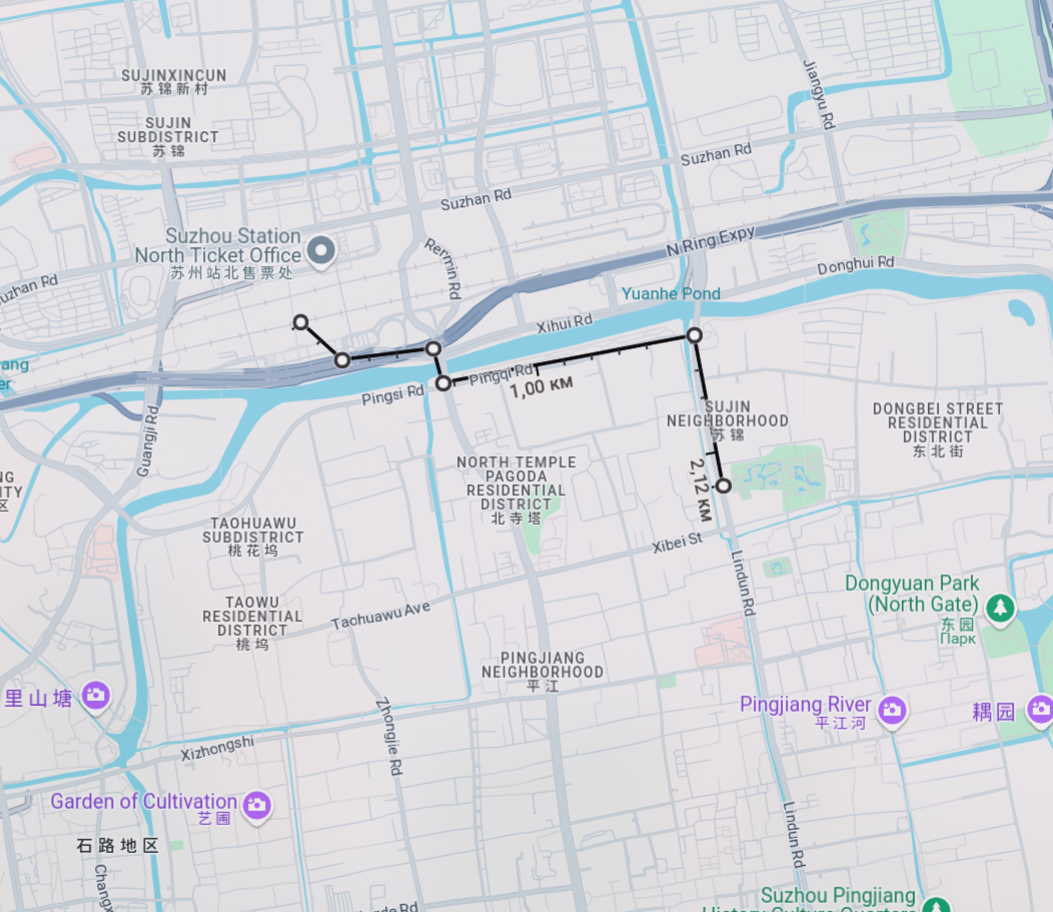 SUJINXINCUN
苏锦新村
SUJIN
SUBDISTRICT
苏锦
Jiangyu Rd
Suzhan Rd
Suzhan Rd
Suzhou Station
North Ticket Office
苏州站北售票处
Renmin Rd
N Ring Expy
Donghui Rd
Yuanhe Pond
Xihui Rd
Pingsi Rd
Pingqi Rd
1,00 км
Guangji Rd
SUJIN
NEIGHBORHOOD
苏锦
DONGBEI STREET
RESIDENTIAL
DISTRICT
东北街
2,12 км
NORTH TEMPLE
PAGODA
RESIDENTIAL
DISTRICT
北寺塔
TAOHUAWU
SUBDISTRICT
桃花坞
Xibei St
Lindun Rd
Dongyuan Park
(North Gate)
东园
Парк
TAOWU
RESIDENTIAL
DISTRICT
桃坞
Taohuawu Ave
PINGJIANG
NEIGHBORHOOD
平江
里山塘
Pingjiang River
平江河
耦园
Zhongjie Rd
Xizhongshi
Garden of Cultivation
艺圃
石路地区
Lindun Rd
Suzhou Pingjiang